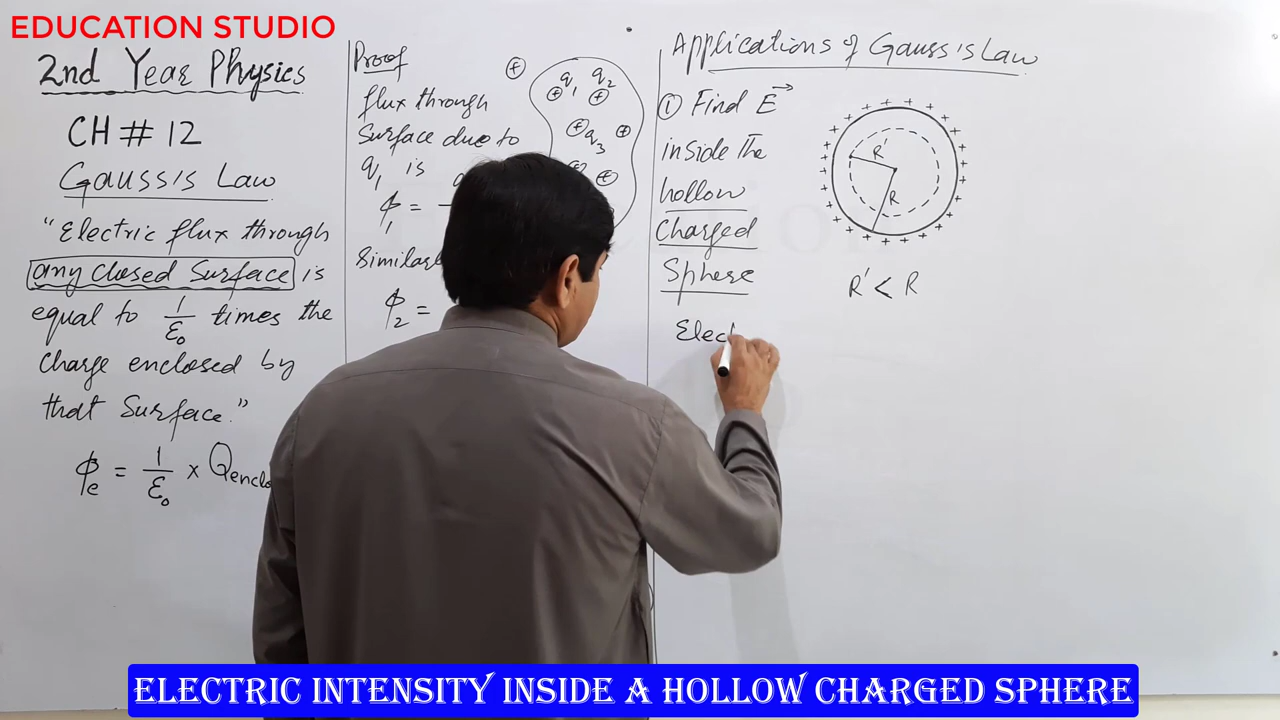 EDUCATION STUDIO
2nd Year Physics
CH # 12
Gauss's Law
"Electric flux through
any closed Surface is
equal to 1/ε₀ times the
Charge enclosed by
that Surface."
ϕe = 1/ε₀ × Qenclo
Proof
flux through
Surface due to
q₁ is
ϕ₁ =
Similarl
ϕ₂ =
q₁ q₂
q₃
Applications of Gauss's Law
① Find E→
inside the
hollow
Charged
Sphere
R'
R
R' < R
Elect
ELECTRIC INTENSITY INSIDE A HOLLOW CHARGED SPHERE